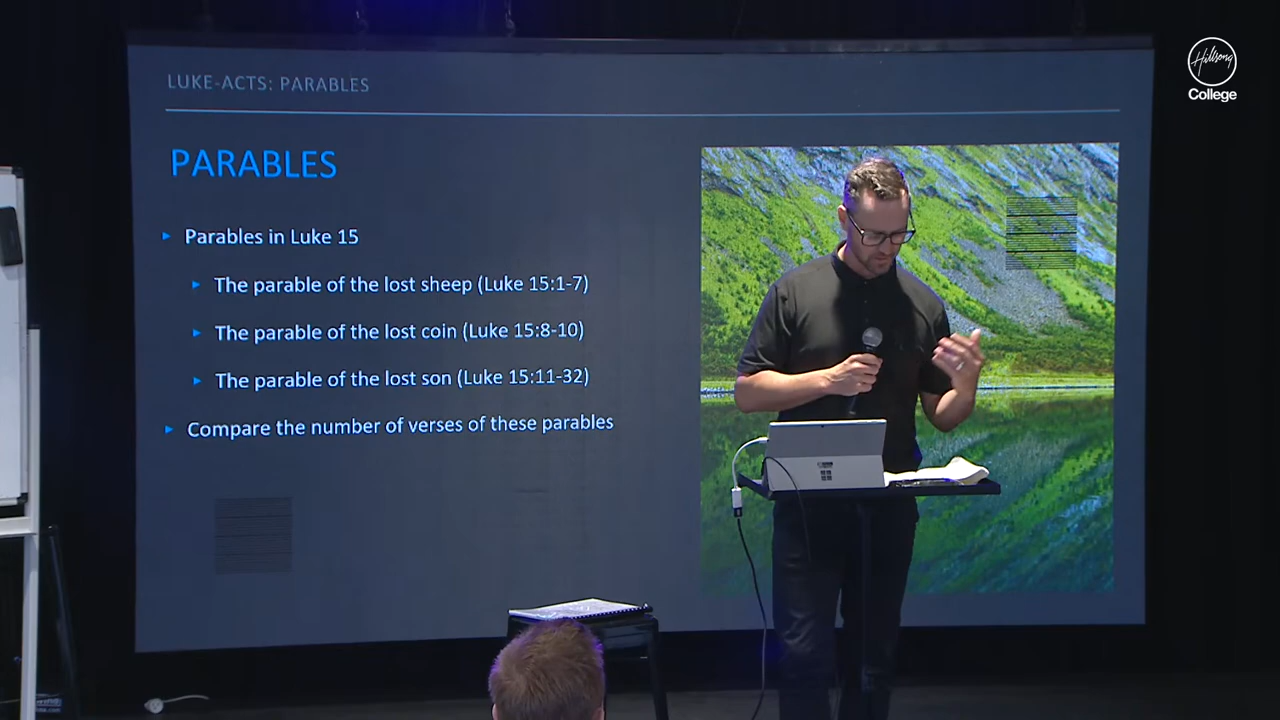 LUKE-ACTS: PARABLES
Hillsong
College
PARABLES
Parables in Luke 15
The parable of the lost sheep (Luke 15:1-7)
The parable of the lost coin (Luke 15:8-10)
The parable of the lost son (Luke 15:11-32)
Compare the number of verses of these parables